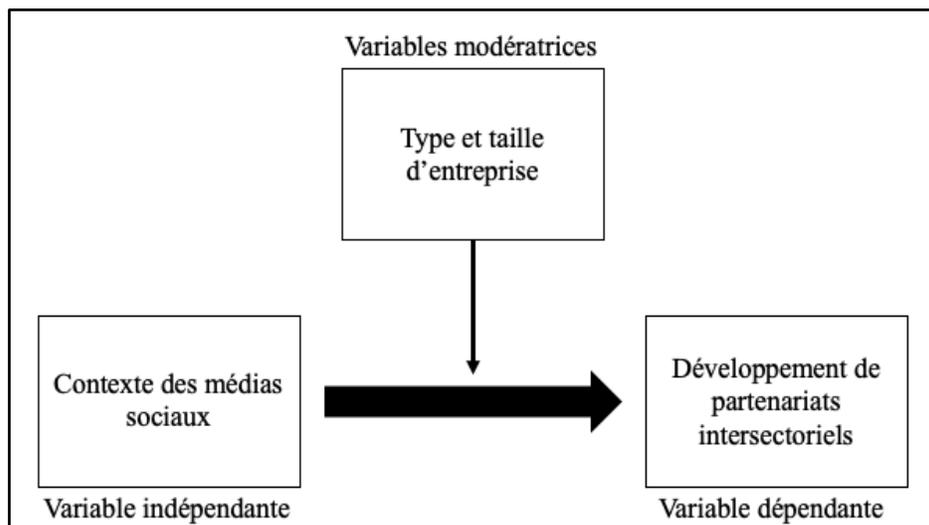 Variables modératrices
Type et taille
d’entreprise
Contexte des médias
sociaux
Variable indépendante
Développement de
partenariats
intersectoriels
Variable dépendante